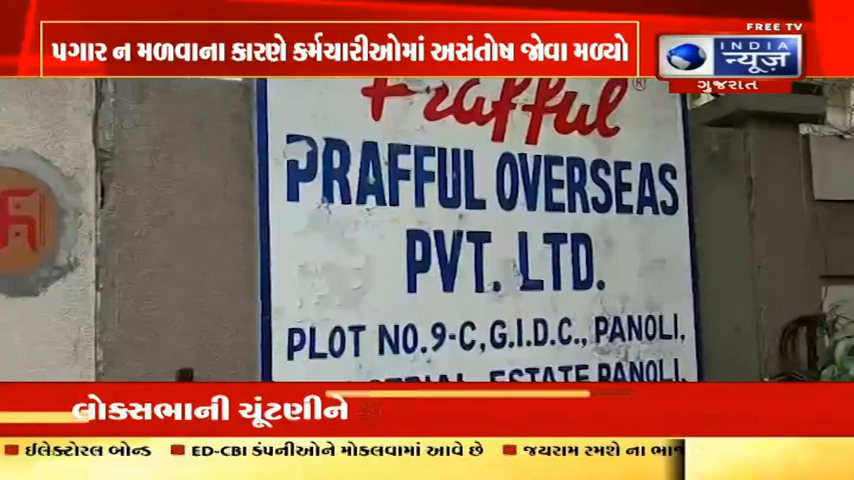 FREE TV
પગાર ન મળવાના કારણે કર્મચારીઓમાં અસંતોષ જોવા મળ્યો
INDIA
न्यूज़
ગુજરાત
Prafful®
PRAFFUL OVERSEAS
PVT. LTD.
PLOT NO.9-C,G.I.D.C., PANOLI,
ESTATE PANOLI.
લોકસભાની ચૂંટણીને
ઈલેક્ટોરલ બોન્ડ ED-CBI કંપનીઓને મોકલવામાં આવે છે જયરામ રમશે ના